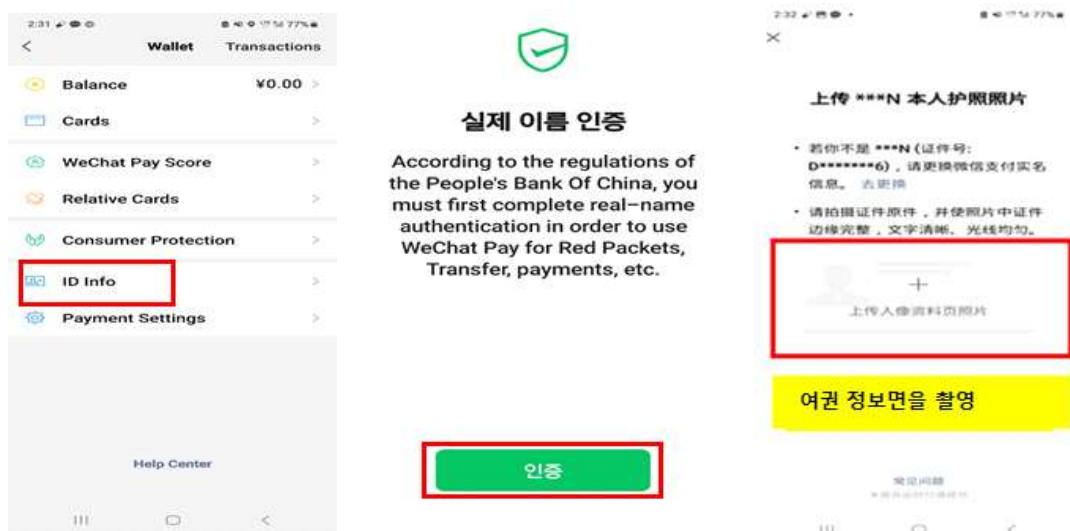 2:31
77%
Wallet
Transactions
Balance
¥0.00
Cards
WeChat Pay Score
Relative Cards
Consumer Protection
ID Info
Payment Settings
Help Center
실제 이름 인증
According to the regulations of
the People's Bank Of China, you
must first complete real-name
authentication in order to use
WeChat Pay for Red Packets,
Transfer, payments, etc.
인증
2:32
77%
上传 ***N 本人护照照片
• 若你不是 ***N (证件号:
D*******6)，请更换微信支付实名
信息。 去更换
• 请拍摄证件原件，并使照片中证件
边缘完整，文字清晰、光线均匀。
上传人像资料页照片
여권 정보면을 촬영
常见问题